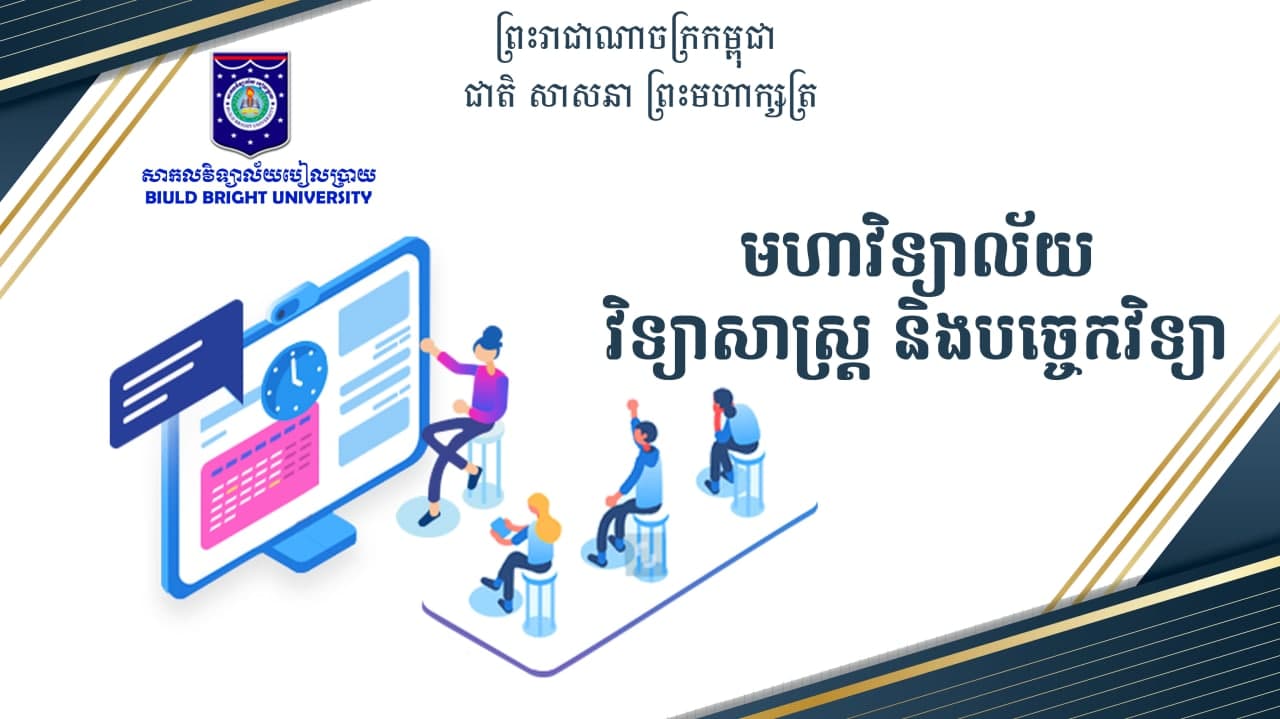 ព្រះរាជាណាចក្រកម្ពុជា
ជាតិ សាសនា ព្រះមហាក្សត្រ
សាកលវិទ្យាល័យបៀលប្រាយ
BIULD BRIGHT UNIVERSITY
មហាវិទ្យាល័យ
វិទ្យាសាស្ត្រ និងបច្ចេកវិទ្យា